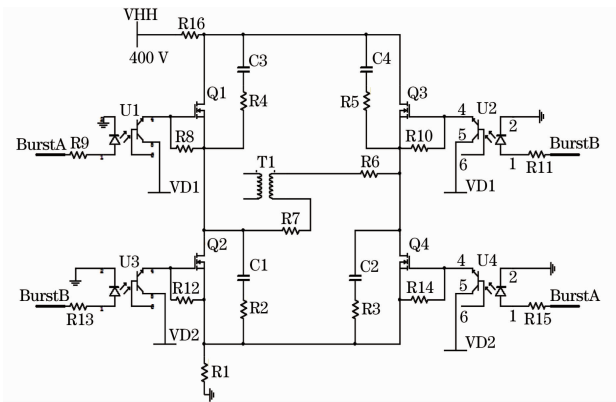 VHH
R16
400 V
C3
C4
Q1
R4
R5
Q3
U1
4
U2
5
2
BurstA
R9
R8
R10
BurstB
6
1
R11
VD1
VD1
T1
R6
R7
Q2
Q4
U3
C1
C2
4
U4
5
2
BurstB
R12
R2
R3
R14
BurstA
R13
6
1
R15
VD2
VD2
R1